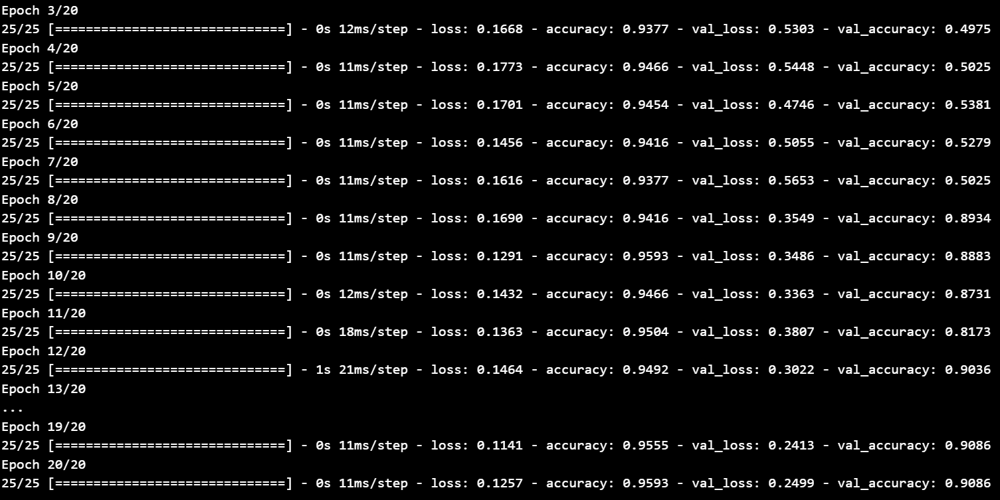 Epoch 3/20
25/25 [==============================] - 0s 12ms/step - loss: 0.1668 - accuracy: 0.9377 - val_loss: 0.5303 - val_accuracy: 0.4975
Epoch 4/20
25/25 [==============================] - 0s 11ms/step - loss: 0.1773 - accuracy: 0.9466 - val_loss: 0.5448 - val_accuracy: 0.5025
Epoch 5/20
25/25 [==============================] - 0s 11ms/step - loss: 0.1701 - accuracy: 0.9454 - val_loss: 0.4746 - val_accuracy: 0.5381
Epoch 6/20
25/25 [==============================] - 0s 11ms/step - loss: 0.1456 - accuracy: 0.9416 - val_loss: 0.5055 - val_accuracy: 0.5279
Epoch 7/20
25/25 [==============================] - 0s 11ms/step - loss: 0.1616 - accuracy: 0.9377 - val_loss: 0.5653 - val_accuracy: 0.5025
Epoch 8/20
25/25 [==============================] - 0s 11ms/step - loss: 0.1690 - accuracy: 0.9416 - val_loss: 0.3549 - val_accuracy: 0.8934
Epoch 9/20
25/25 [==============================] - 0s 11ms/step - loss: 0.1291 - accuracy: 0.9593 - val_loss: 0.3486 - val_accuracy: 0.8883
Epoch 10/20
25/25 [==============================] - 0s 12ms/step - loss: 0.1432 - accuracy: 0.9466 - val_loss: 0.3363 - val_accuracy: 0.8731
Epoch 11/20
25/25 [==============================] - 0s 18ms/step - loss: 0.1363 - accuracy: 0.9504 - val_loss: 0.3807 - val_accuracy: 0.8173
Epoch 12/20
25/25 [==============================] - 1s 21ms/step - loss: 0.1464 - accuracy: 0.9492 - val_loss: 0.3022 - val_accuracy: 0.9036
Epoch 13/20
...
Epoch 19/20
25/25 [==============================] - 0s 11ms/step - loss: 0.1141 - accuracy: 0.9555 - val_loss: 0.2413 - val_accuracy: 0.9086
Epoch 20/20
25/25 [==============================] - 0s 11ms/step - loss: 0.1257 - accuracy: 0.9593 - val_loss: 0.2499 - val_accuracy: 0.9086